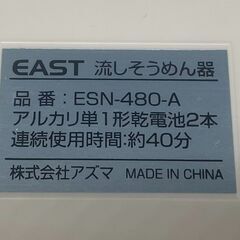 EAST 流しそうめん器
品番：ESN-480-A
アルカリ単1形乾電池2本
連続使用時間：約40分
株式会社アズマ MADE IN CHINA